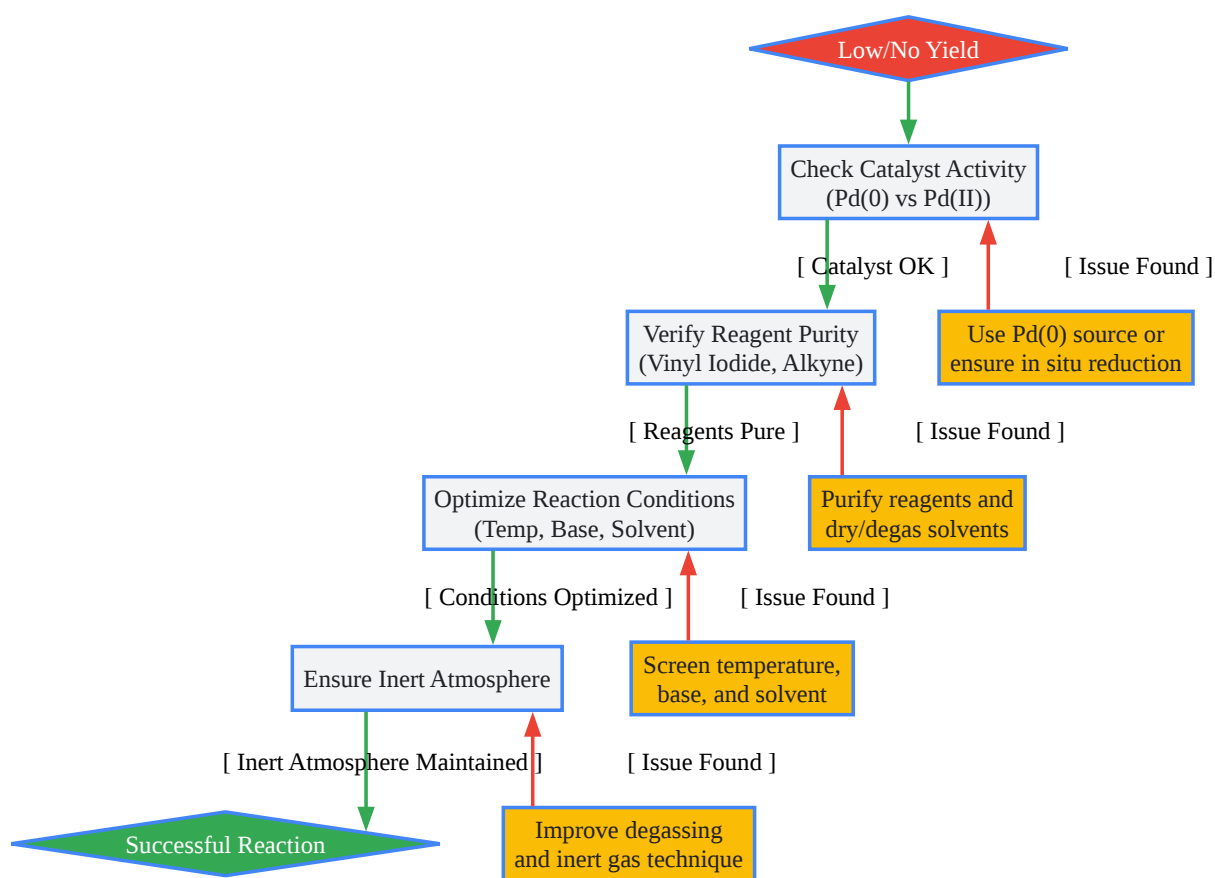 Low/No Yield
Check Catalyst Activity
(Pd(0) vs Pd(II))
[ Catalyst OK ]
[ Issue Found ]
Verify Reagent Purity
(Vinyl Iodide, Alkyne)
Use Pd(0) source or
ensure in situ reduction
[ Reagents Pure ]
[ Issue Found ]
Optimize Reaction Conditions
(Temp, Base, Solvent)
Purify reagents and
dry/degas solvents
[ Conditions Optimized ]
[ Issue Found ]
Ensure Inert Atmosphere
Screen temperature,
base, and solvent
[ Inert Atmosphere Maintained ]
[ Issue Found ]
Successful Reaction
Improve degassing
and inert gas technique